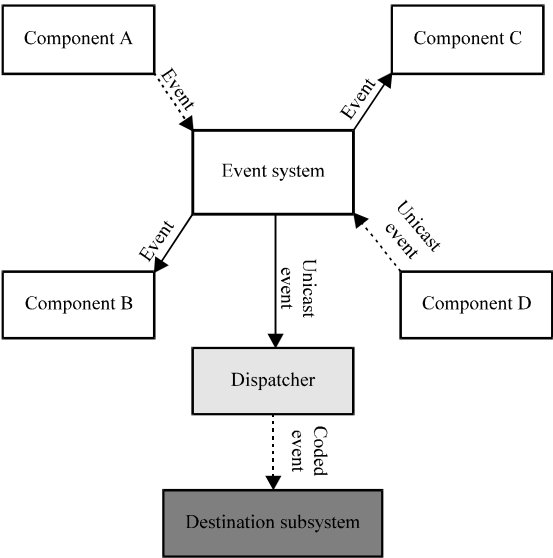 Component A
Component C
Event
Event
Event system
Event
Unicast
event
Unicast
event
Component B
Component D
Dispatcher
Coded
event
Destination subsystem